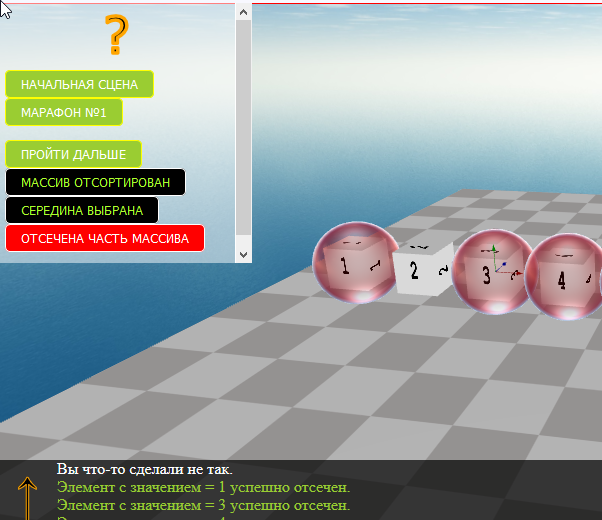 ?
НАЧАЛЬНАЯ СЦЕНА
МАРАФОН №1
ПРОЙТИ ДАЛЬШЕ
МАССИВ ОТСОРТИРОВАН
СЕРЕДИНА ВЫБРАНА
ОТСЕЧЕНА ЧАСТЬ МАССИВА
1 2 3 4
Вы что-то сделали не так.
Элемент с значением = 1 успешно отсечен.
Элемент с значением = 3 успешно отсечен.